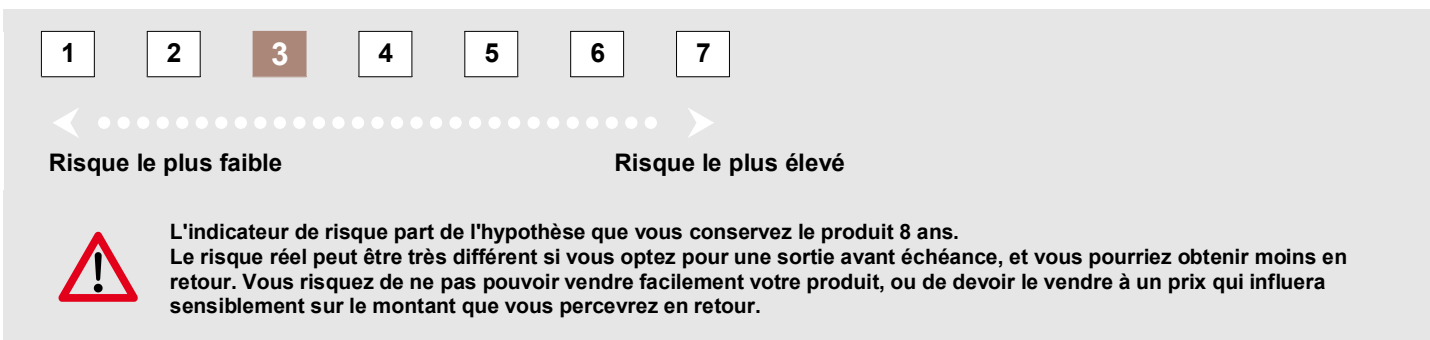 1 2 3 4 5 6 7
Risque le plus faible Risque le plus élevé
L'indicateur de risque part de l'hypothèse que vous conservez le produit 8 ans.
Le risque réel peut être très différent si vous optez pour une sortie avant échéance, et vous pourriez obtenir moins en
retour. Vous risquez de ne pas pouvoir vendre facilement votre produit, ou de devoir le vendre à un prix qui influera
sensiblement sur le montant que vous percevrez en retour.